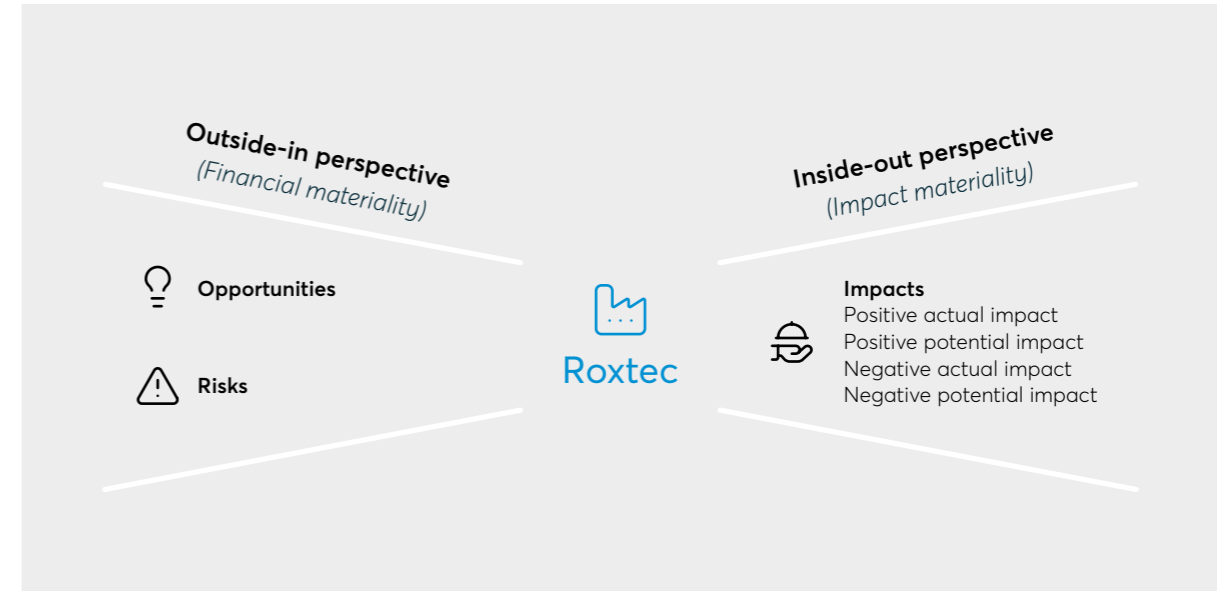 Outside-in perspective
(Financial materiality)
Opportunities
Risks
Roxtec
Inside-out perspective
(Impact materiality)
Impacts
Positive actual impact
Positive potential impact
Negative actual impact
Negative potential impact